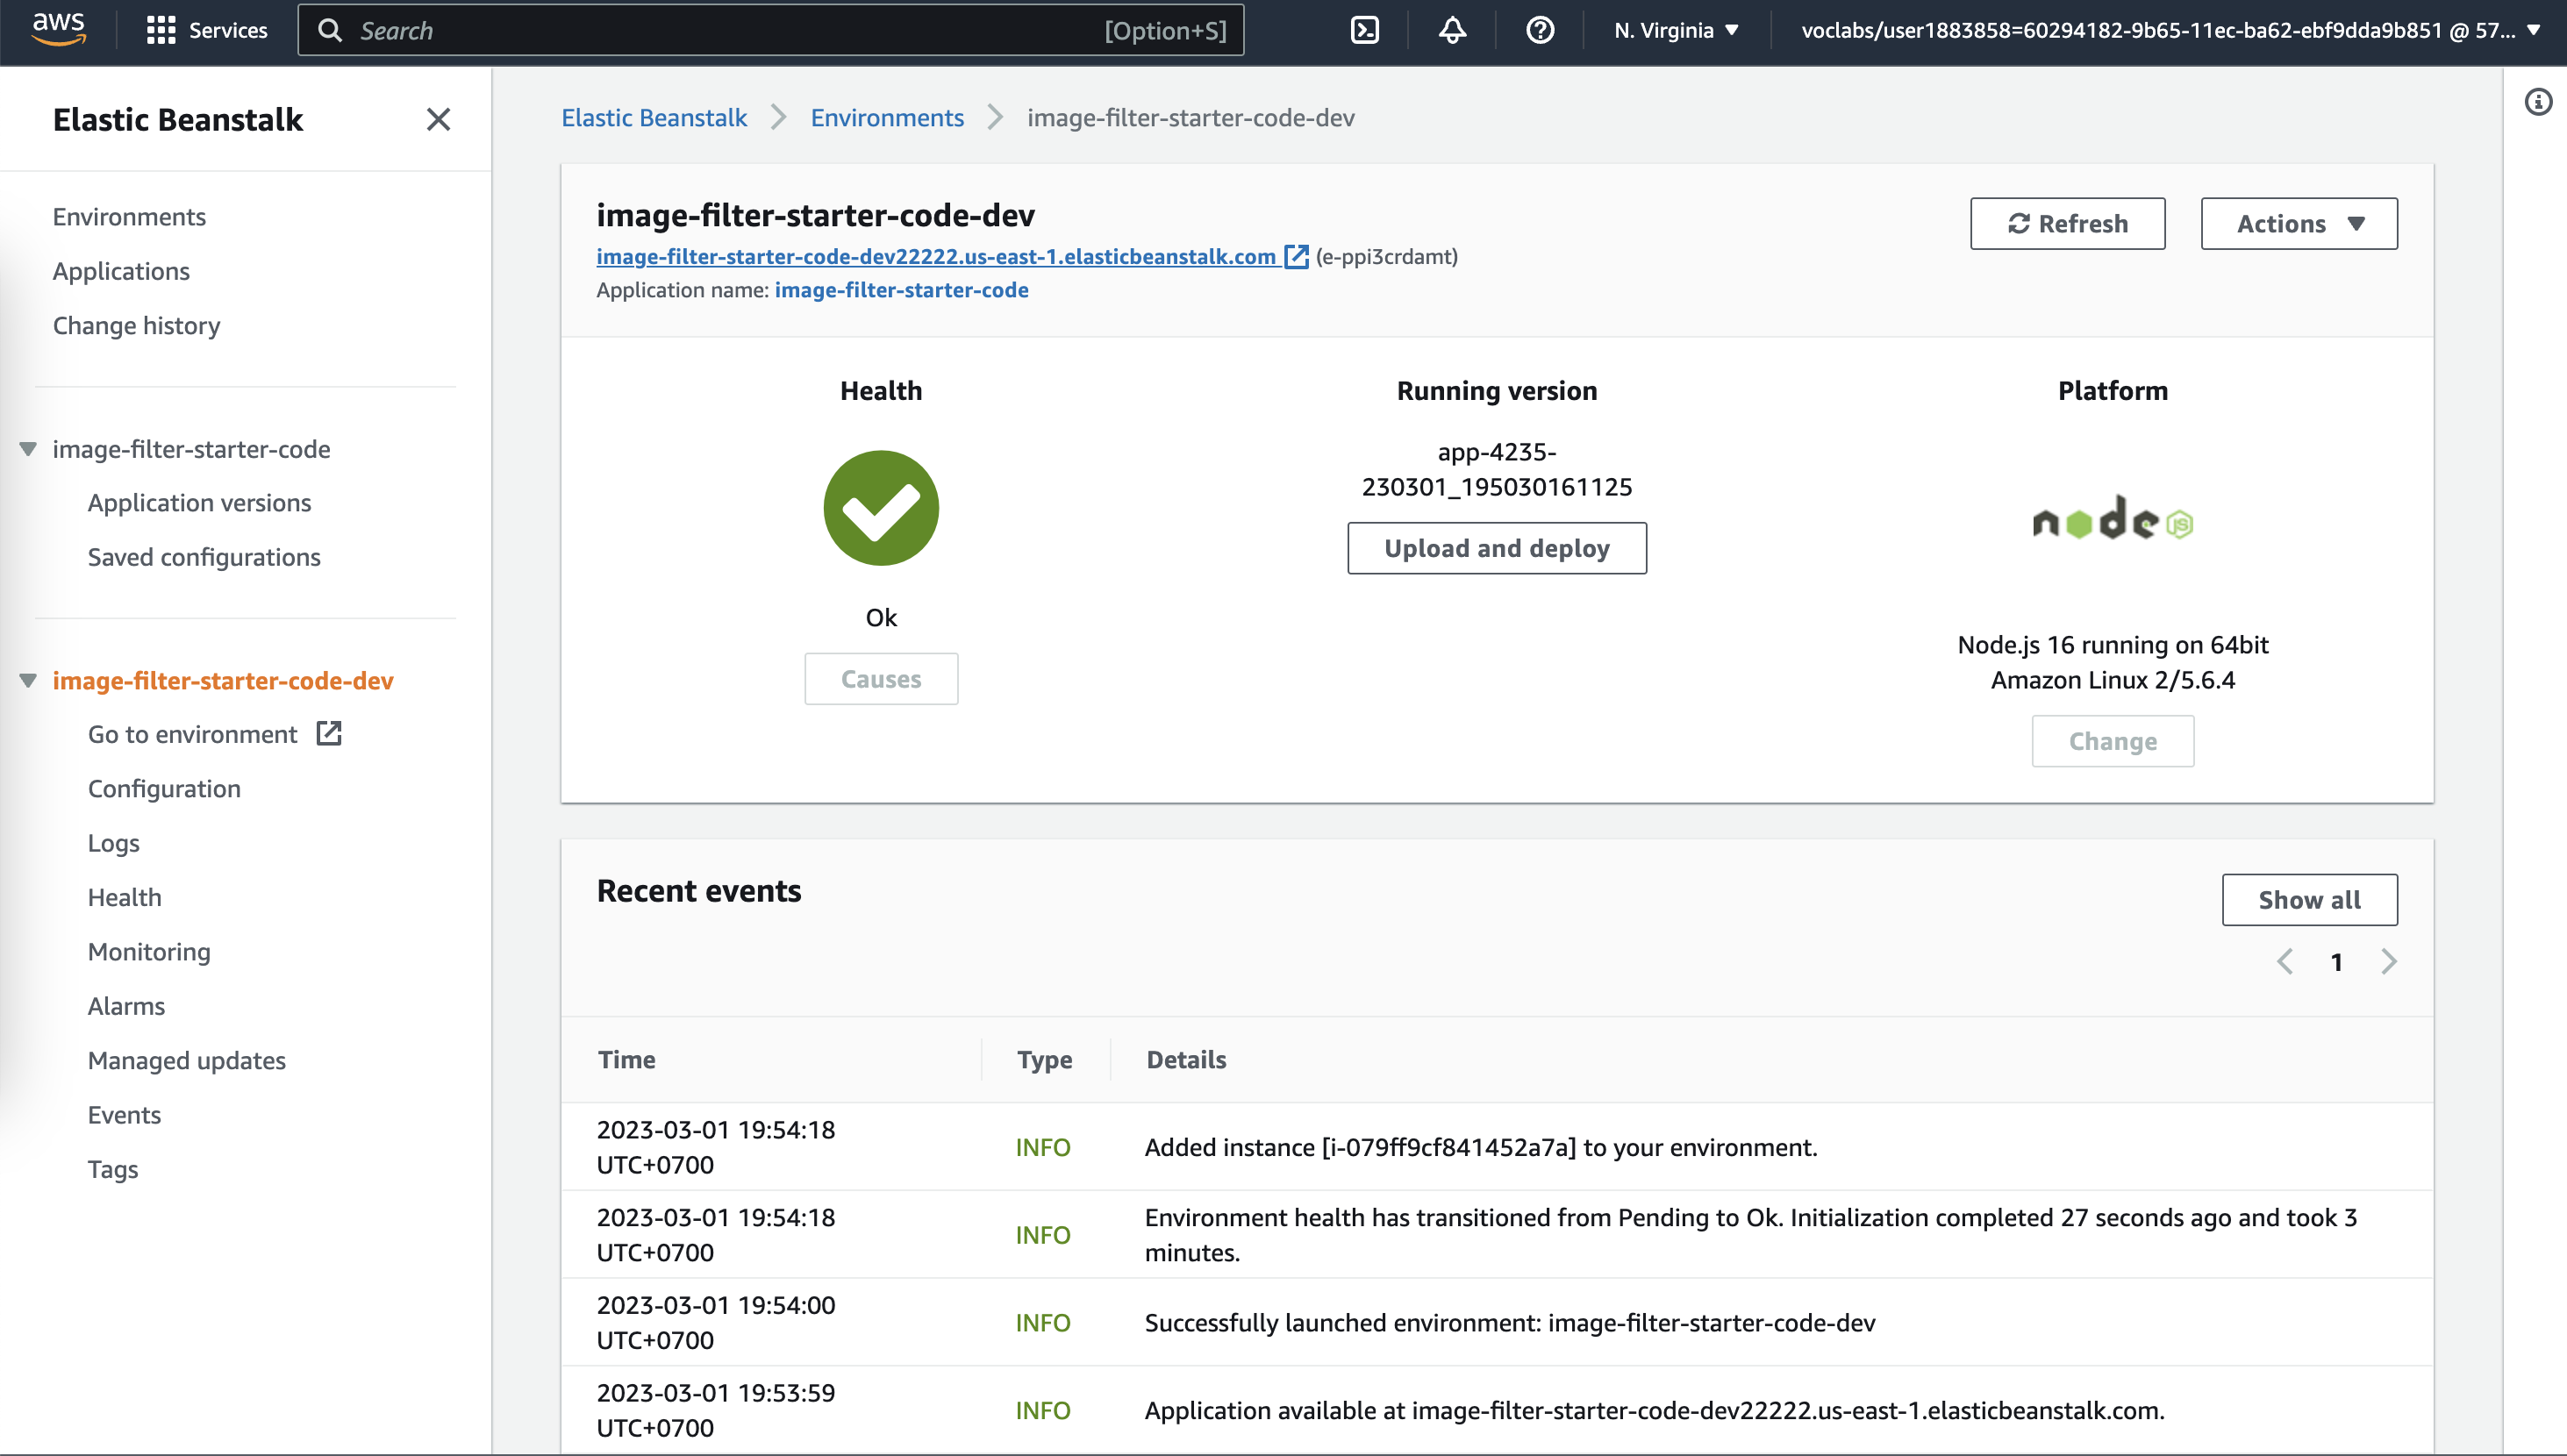 aws
Services
Search
[Option+S]
N. Virginia
voclabs/user1883858=60294182-9b65-11ec-ba62-ebf9dda9b851 @ 57...
Elastic Beanstalk
Environments
Applications
Change history
image-filter-starter-code
Application versions
Saved configurations
image-filter-starter-code-dev
Go to environment
Configuration
Logs
Health
Monitoring
Alarms
Managed updates
Events
Tags
Elastic Beanstalk
Environments
image-filter-starter-code-dev
image-filter-starter-code-dev
image-filter-starter-code-dev22222.us-east-1.elasticbeanstalk.com (e-ppi3crdamt)
Application name: image-filter-starter-code
Refresh
Actions
Health
Ok
Causes
Running version
app-4235-
230301_195030161125
Upload and deploy
Platform
node JS
Node.js 16 running on 64bit
Amazon Linux 2/5.6.4
Change
Recent events
Show all
1
Time
Type
Details
2023-03-01 19:54:18
UTC+0700
INFO
Added instance [i-079ff9cf841452a7a] to your environment.
2023-03-01 19:54:18
UTC+0700
INFO
Environment health has transitioned from Pending to Ok. Initialization completed 27 seconds ago and took 3
minutes.
2023-03-01 19:54:00
UTC+0700
INFO
Successfully launched environment: image-filter-starter-code-dev
2023-03-01 19:53:59
UTC+0700
INFO
Application available at image-filter-starter-code-dev22222.us-east-1.elasticbeanstalk.com.